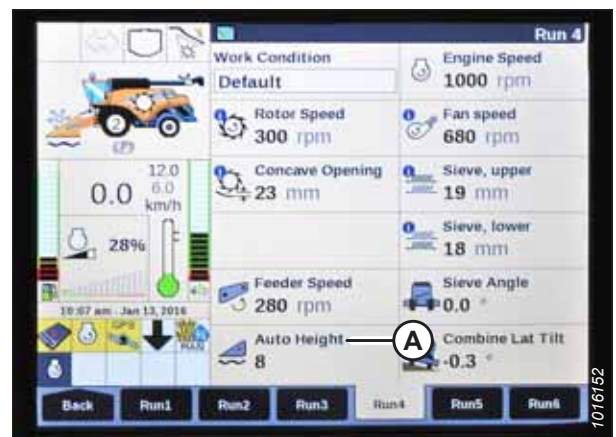 Run 4
Work Condition
Default
Engine Speed
1000 rpm
Rotor Speed
300 rpm
Fan speed
680 rpm
Concave Opening
23 mm
Sieve, upper
19 mm
Sieve, lower
18 mm
Feeder Speed
280 rpm
Sieve Angle
0.0 °
Auto Height
8
A
Combine Lat Tilt
-0.3 °
2
(P)
0.0
12.0
6.0
km/h
28%
10:07 am Jan 13, 2016
GPS
MAN
Back
Run1
Run2
Run3
Run4
Run5
Run6
1016152